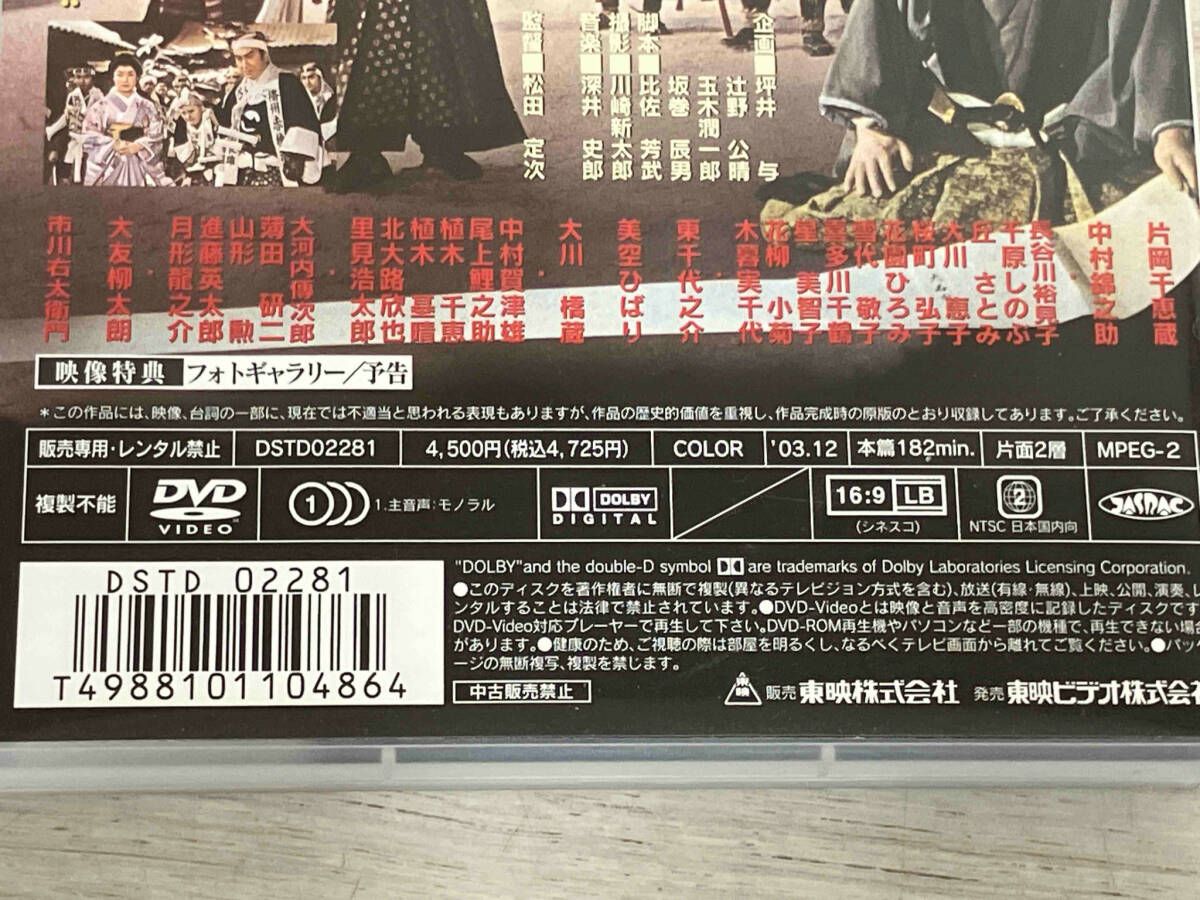 企画■坪井 与
辻野 公晴
玉木潤一郎
坂巻 辰男
脚本■比佐 芳武
撮影■川崎新太郎
音楽■深井 史郎
監督■松田 定次
片岡千恵蔵
中村錦之助
長谷川裕見子
千原しのぶ
丘 さとみ
大川 恵子
桜町 弘子
花園ひろみ
雪代 敬子
喜多川千鶴
星 美智子
花柳 小菊
木暮実千代
東千代之介
美空ひばり
大川 橋蔵
中村賀津雄
尾上鯉之助
植木 千恵
植木 基晴
北大路欣也
里見浩太郎
大河内傳次郎
薄田 研二
山形 勲
進藤英太郎
月形龍之介
大友柳太朗
市川右太衛門
映像特典 フォトギャラリー/予告
*この作品には、映像、台詞の一部に、現在では不適当と思われる表現もありますが、作品の歴史的価値を重視し、作品完成時の原版のとおり収録してあります。ご了承ください。
販売専用・レンタル禁止 DSTD02281 4,500円(税込4,725円) COLOR '03.12 本篇182min. 片面2層 MPEG-2
複製不能 DVD VIDEO 1 1.主音声:モノラル DOLBY DIGITAL 16:9 LB (シネスコ) 2 NTSC 日本国内向 JASRAC
"DOLBY"and the double-D symbol are trademarks of Dolby Laboratories Licensing Corporation.
●このディスクを著作権者に無断で複製(異なるテレビジョン方式を含む)、放送(有線・無線)、上映、公開、演奏、レ
ンタルすることは法律で禁止されています。●DVD-Videoとは映像と音声を高密度に記録したディスクです
DVD-Video対応プレーヤーで再生して下さい。DVD-ROM再生機やパソコンなど一部の機種で、再生できない場合
があります。●健康のため、ご視聴の際は部屋を明るくし、なるべくテレビ画面から離れてご覧ください。●パッケ
ージの無断複写、複製を禁じます。
DSTD 02281
T4988101104864
中古販売禁止
東映 販売 東映株式会社 発売 東映ビデオ株式会